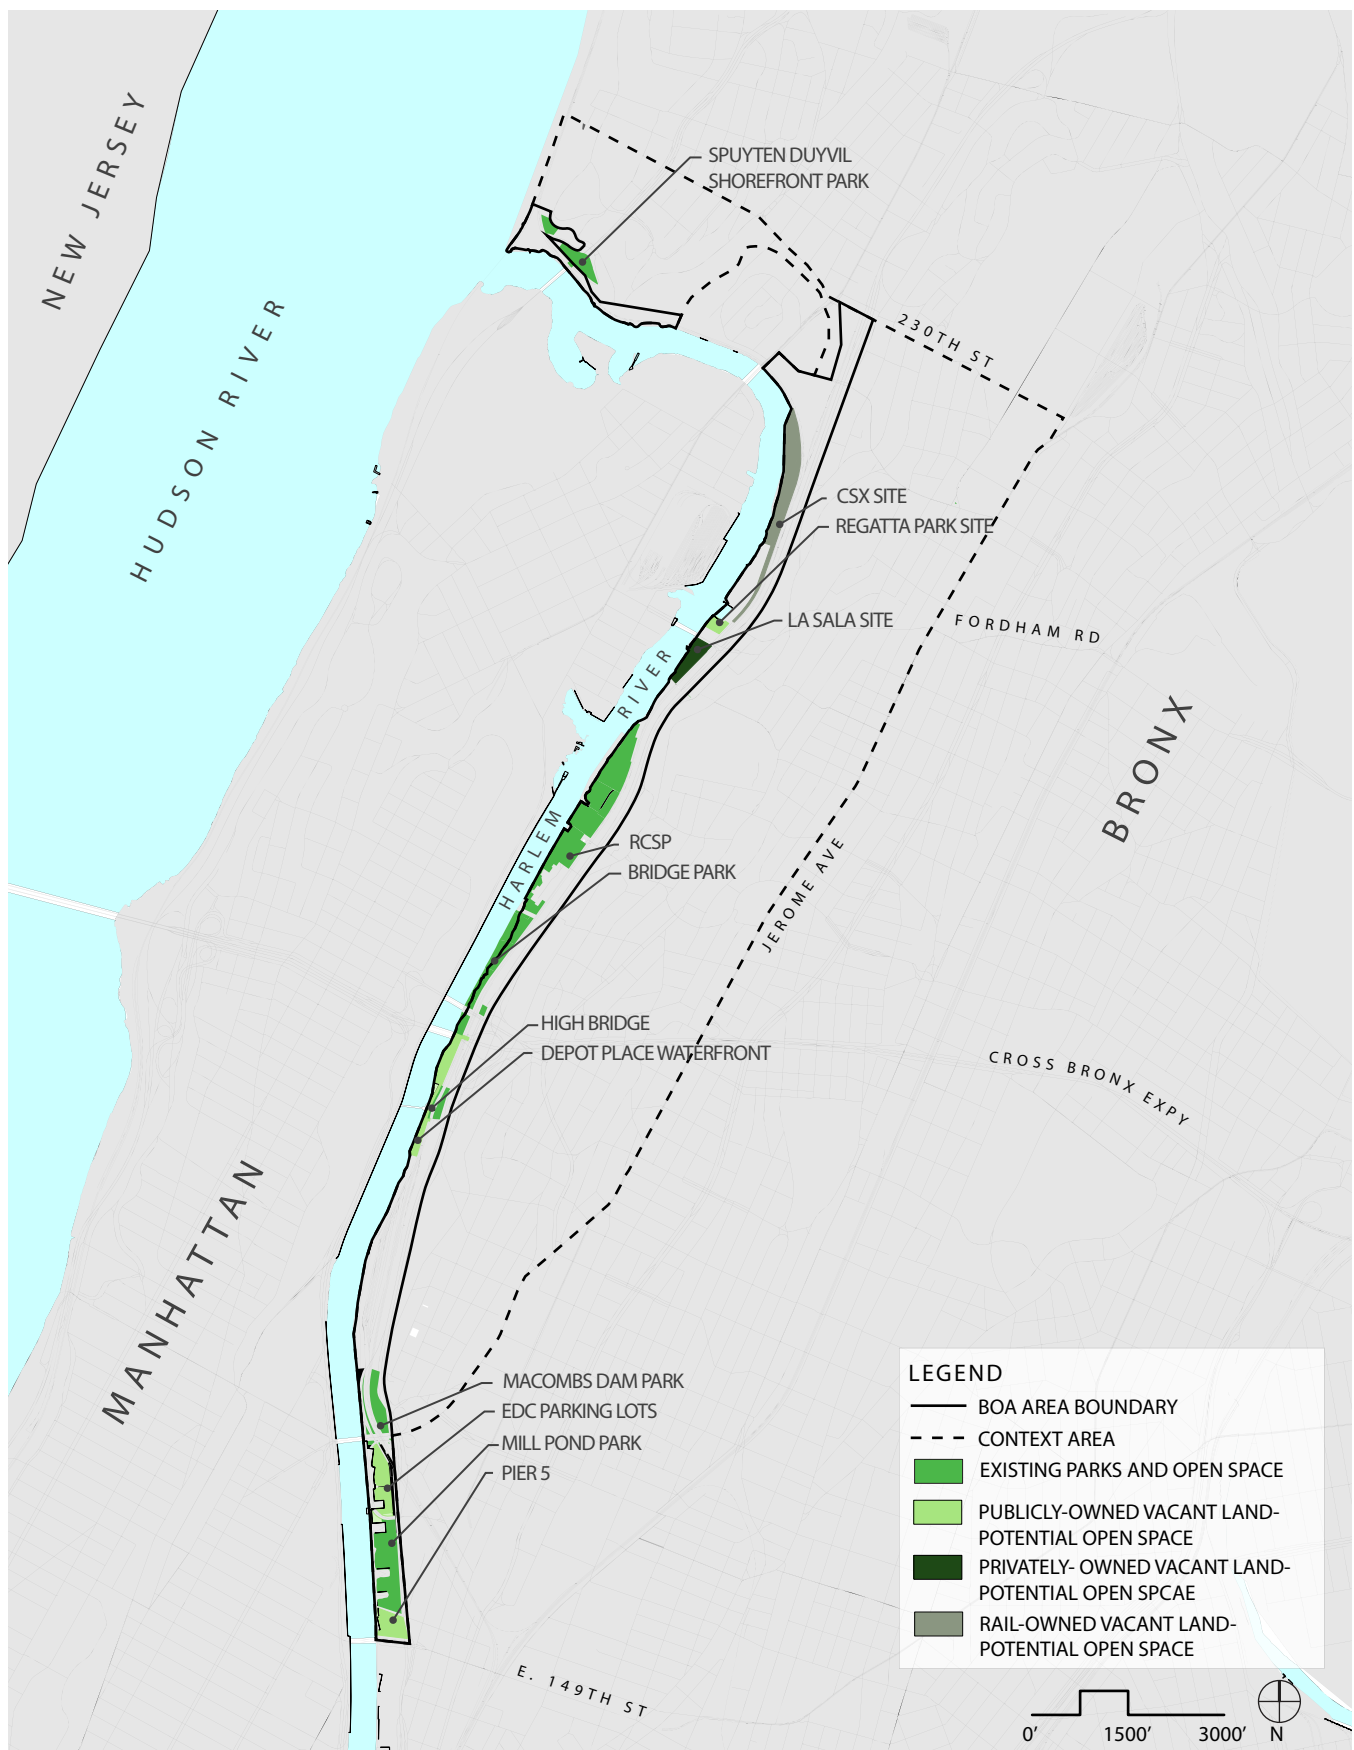 NEW JERSEY
HUDSON RIVER
SPUYTEN DUYVIL
SHOREFRONT PARK
230TH ST
CSX SITE
REGATTA PARK SITE
LA SALA SITE
FORDHAM RD
HARLEM RIVER
BRONX
RCSP
BRIDGE PARK
JEROME AVE
HIGH BRIDGE
DEPOT PLACE WATERFRONT
CROSS BRONX EXPY
MANHATTAN
MACOMBS DAM PARK
EDC PARKING LOTS
MILL POND PARK
PIER 5
E. 149TH ST
LEGEND
BOA AREA BOUNDARY
CONTEXT AREA
EXISTING PARKS AND OPEN SPACE
PUBLICLY-OWNED VACANT LAND-
POTENTIAL OPEN SPACE
PRIVATELY- OWNED VACANT LAND-
POTENTIAL OPEN SPCAE
RAIL-OWNED VACANT LAND-
POTENTIAL OPEN SPACE
0' 1500' 3000' N